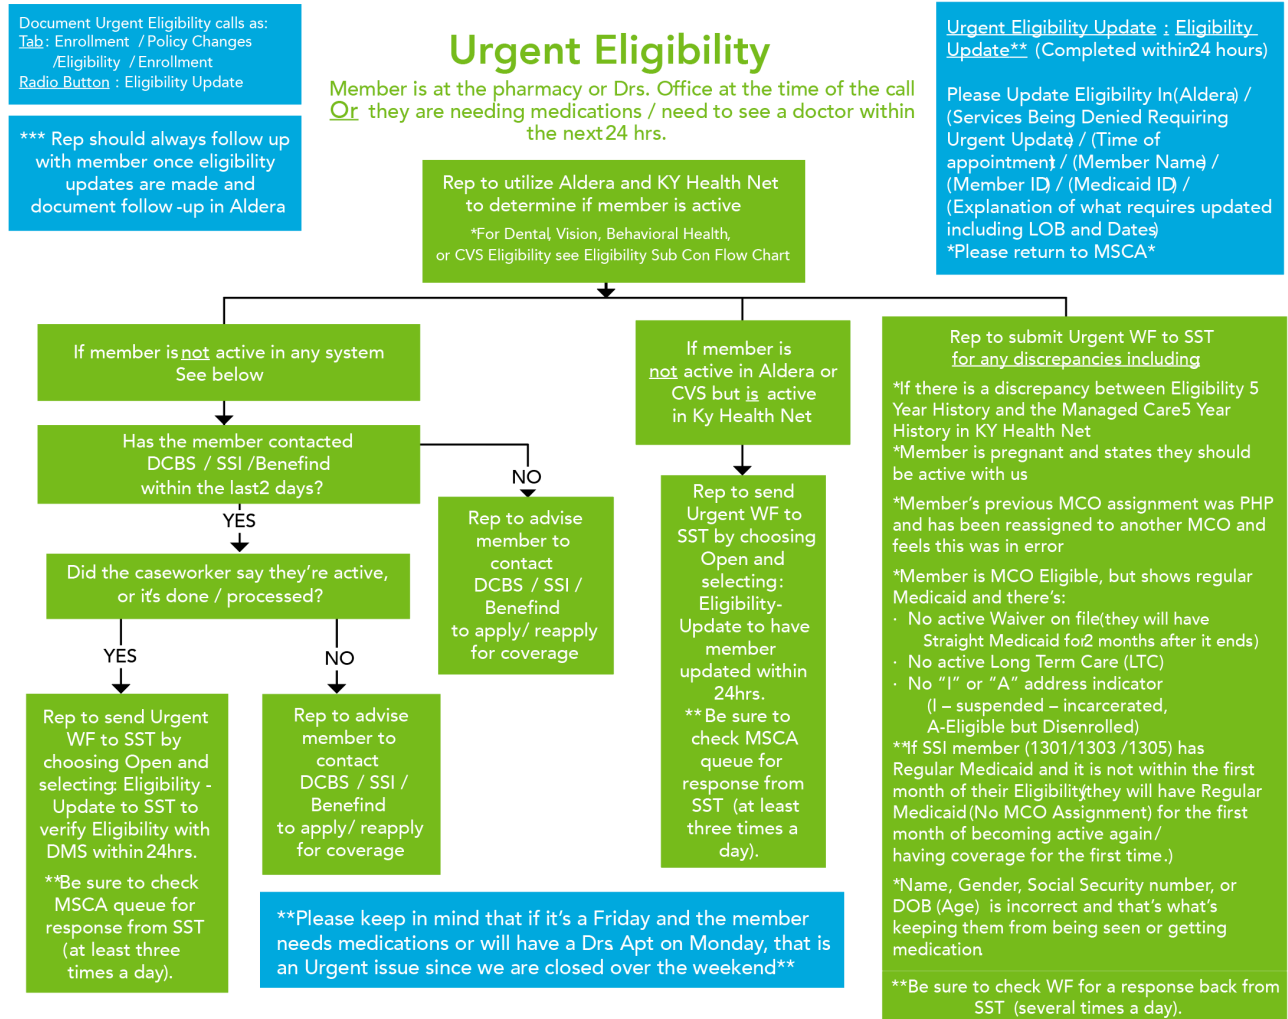 Document Urgent Eligibility calls as:
Tab: Enrollment / Policy Changes
/Eligibility / Enrollment
Radio Button : Eligibility Update
*** Rep should always follow up
with member once eligibility
updates are made and
document follow -up in Aldera
Urgent Eligibility
Member is at the pharmacy or Drs. Office at the time of the call
Or they are needing medications / need to see a doctor within
the next 24 hrs.
Urgent Eligibility Update : Eligibility
Update** (Completed within 24 hours)
Please Update Eligibility In(Aldera) /
(Services Being Denied Requiring
Urgent Update) / (Time of
appointment) / (Member Name) /
(Member ID) / (Medicaid ID) /
(Explanation of what requires updated
including LOB and Dates)
*Please return to MSCA*
Rep to utilize Aldera and KY Health Net
to determine if member is active
*For Dental, Vision, Behavioral Health,
or CVS Eligibility see Eligibility Sub Con Flow Chart
If member is not active in any system
See below
Has the member contacted
DCBS / SSI /Benefind
within the last 2 days?
NO
YES
Rep to advise
member to
contact
DCBS / SSI /
Benefind
to apply/ reapply
for coverage
Did the caseworker say they're active,
or it's done / processed?
YES
NO
Rep to send Urgent
WF to SST by
choosing Open and
selecting: Eligibility -
Update to SST to
verify Eligibility with
DMS within 24hrs.
**Be sure to check
MSCA queue for
response from SST
(at least three
times a day).
Rep to advise
member to
contact
DCBS / SSI /
Benefind
to apply/ reapply
for coverage
If member is
not active in Aldera or
CVS but is active
in Ky Health Net
Rep to send
Urgent WF to
SST by choosing
Open and
selecting:
Eligibility-
Update to have
member
updated within
24hrs.
**Be sure to
check MSCA
queue for
response from
SST (at least
three times a
day).
**Please keep in mind that if it's a Friday and the member
needs medications or will have a Drs. Apt on Monday, that is
an Urgent issue since we are closed over the weekend**
Rep to submit Urgent WF to SST
for any discrepancies including
*If there is a discrepancy between Eligibility 5
Year History and the Managed Care 5 Year
History in KY Health Net
*Member is pregnant and states they should
be active with us
*Member's previous MCO assignment was PHP
and has been reassigned to another MCO and
feels this was in error
*Member is MCO Eligible, but shows regular
Medicaid and there's:
· No active Waiver on file(they will have
Straight Medicaid for 2 months after it ends)
· No active Long Term Care (LTC)
· No "I" or "A" address indicator
(I – suspended – incarcerated,
A-Eligible but Disenrolled)
**If SSI member (1301/1303 /1305) has
Regular Medicaid and it is not within the first
month of their Eligibility(they will have Regular
Medicaid (No MCO Assignment) for the first
month of becoming active again /
having coverage for the first time.)
*Name, Gender, Social Security number, or
DOB (Age) is incorrect and that's what's
keeping them from being seen or getting
medication.
**Be sure to check WF for a response back from
SST (several times a day).